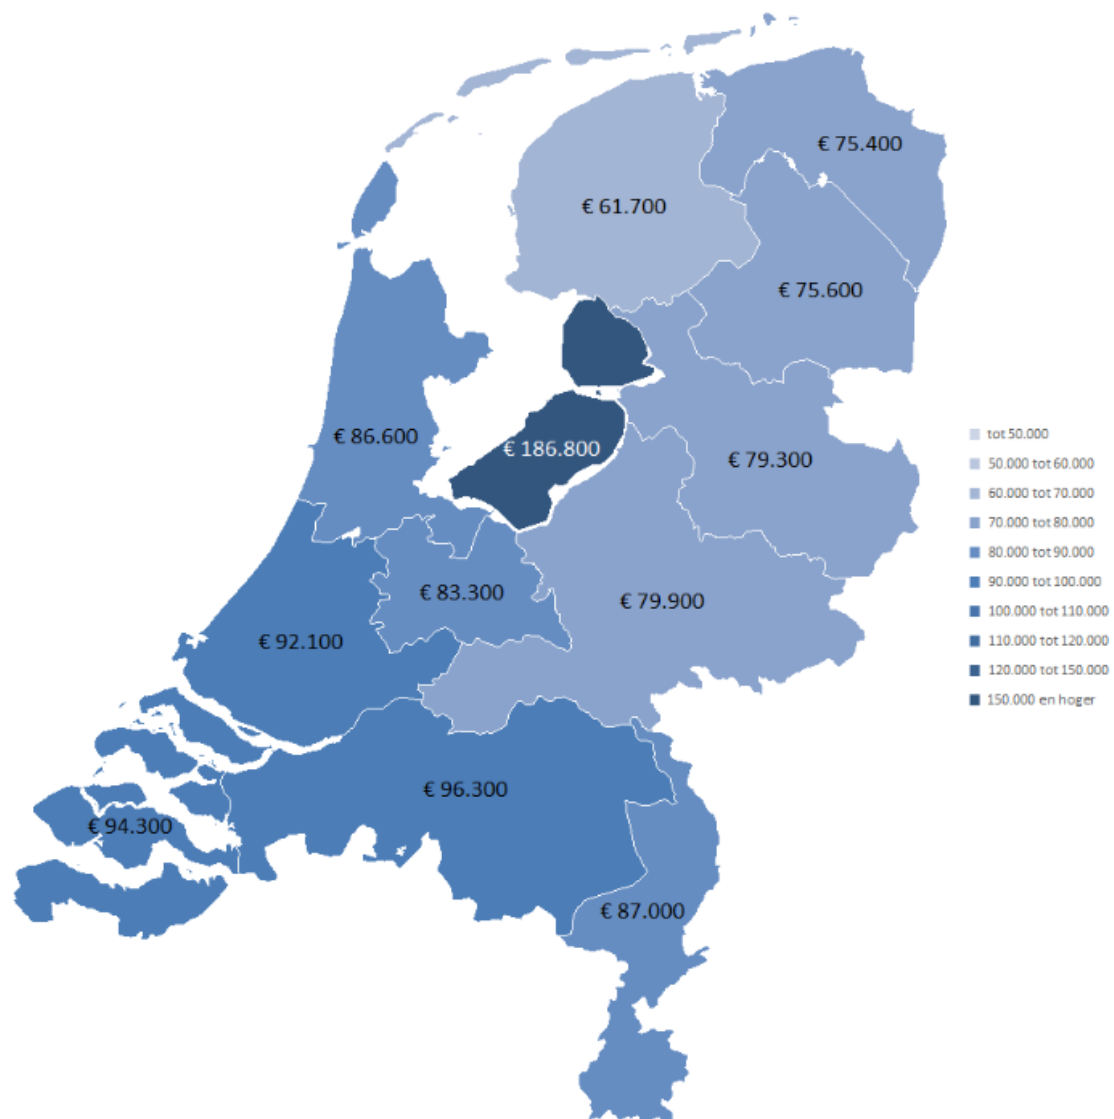 € 75.400
€ 61.700
€ 75.600
€ 86.600
€ 186.800
€ 79.300
€ 83.300
€ 79.900
€ 92.100
€ 96.300
€ 94.300
€ 87.000
tot 50.000
50.000 tot 60.000
60.000 tot 70.000
70.000 tot 80.000
80.000 tot 90.000
90.000 tot 100.000
100.000 tot 110.000
110.000 tot 120.000
120.000 tot 150.000
150.000 en hoger